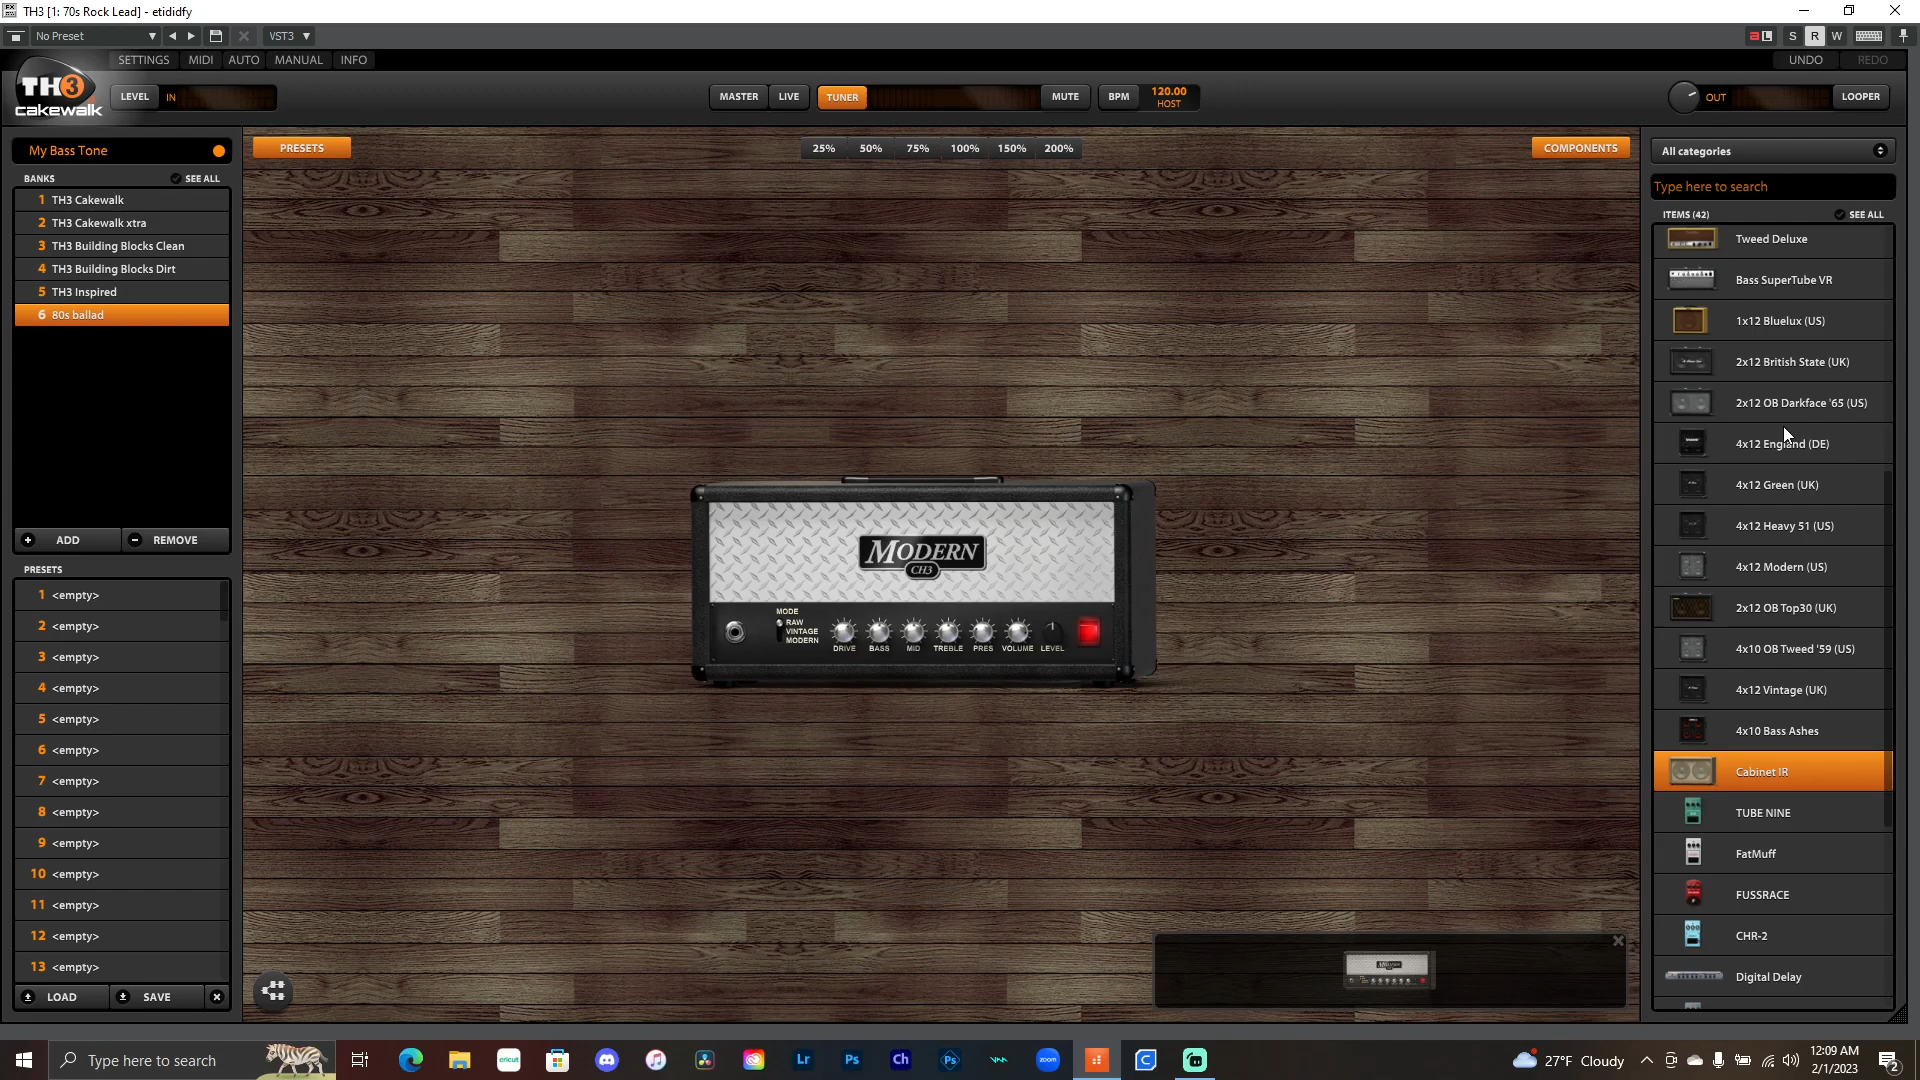 TH3 [1: 70s Rock Lead] - etididfy
No Preset
VST3
S R W
SETTINGS MIDI AUTO MANUAL INFO
UNDO REDO
TH3
cakewalk
LEVEL IN
MASTER LIVE TUNER MUTE BPM 120.00
HOST
OUT LOOPER
My Bass Tone
BANKS SEE ALL
1 TH3 Cakewalk
2 TH3 Cakewalk xtra
3 TH3 Building Blocks Clean
4 TH3 Building Blocks Dirt
5 TH3 Inspired
6 80s ballad
ADD REMOVE
PRESETS
1 <empty>
2 <empty>
3 <empty>
4 <empty>
5 <empty>
6 <empty>
7 <empty>
8 <empty>
9 <empty>
10 <empty>
11 <empty>
12 <empty>
13 <empty>
LOAD SAVE
PRESETS
25% 50% 75% 100% 150% 200%
COMPONENTS
MODERN
CH3
MODE
RAW
VINTAGE
MODERN
DRIVE BASS MID TREBLE PRES VOLUME LEVEL
All categories
Type here to search
ITEMS (42) SEE ALL
Tweed Deluxe
Bass SuperTube VR
1x12 Bluelux (US)
2x12 British State (UK)
2x12 OB Darkface '65 (US)
4x12 England (DE)
4x12 Green (UK)
4x12 Heavy 51 (US)
4x12 Modern (US)
2x12 OB Top30 (UK)
4x10 OB Tweed '59 (US)
4x12 Vintage (UK)
4x10 Bass Ashes
Cabinet IR
TUBE NINE
FatMuff
FUSSRACE
CHR-2
Digital Delay
Type here to search
cricut
Lr
Ps
Ch
Ps
zoom
27°F Cloudy
12:09 AM
2/1/2023
2